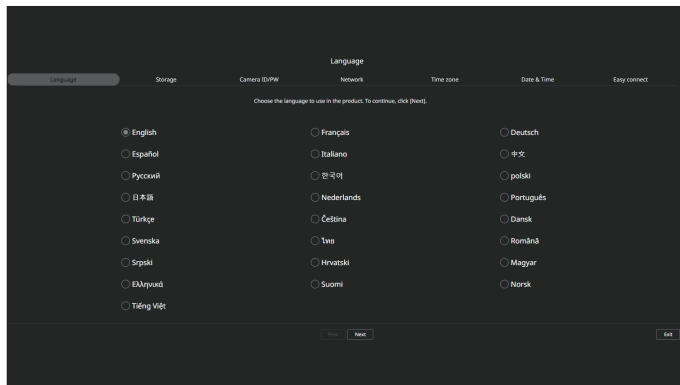 Language
Language Storage Camera ID/PW Network Time zone Date & Time Easy connect
Choose the language to use in the product. To continue, click [Next].
English Français Deutsch
Español Italiano 中文
Русский 한국어 polski
日本語 Nederlands Português
Türkçe Čeština Dansk
Svenska ไทย Română
Srpski Hrvatski Magyar
Ελληνικά Suomi Norsk
Tiếng Việt
Prev Next Exit